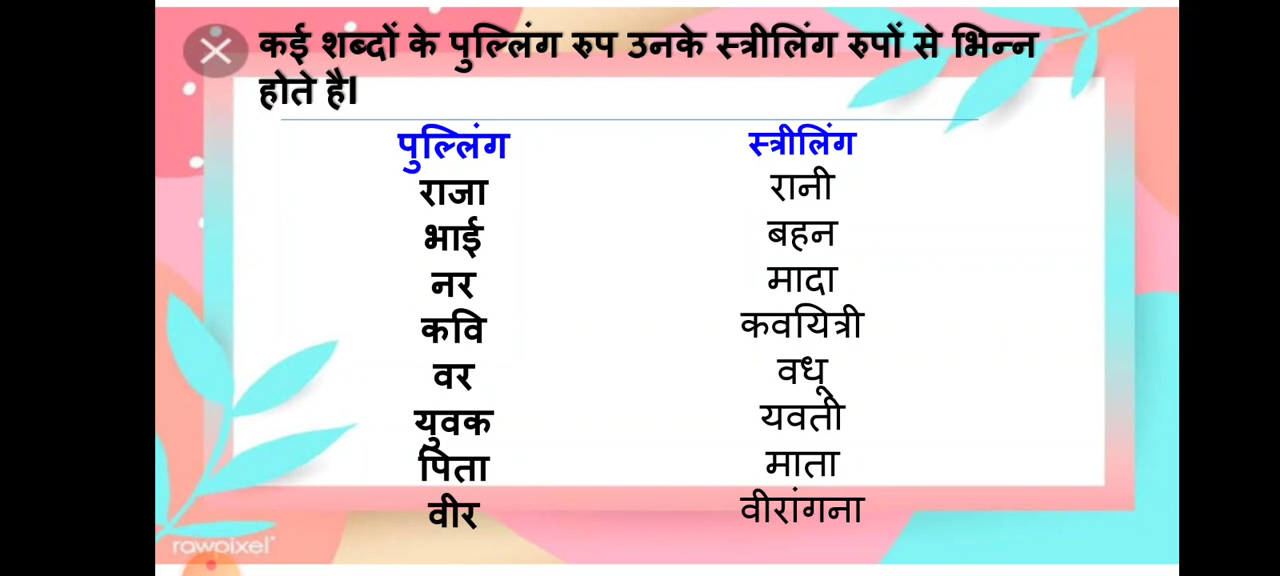 कई शब्दों के पुल्लिंग रुप उनके स्त्रीलिंग रुपों से भिन्न
होते है।
पुल्लिंग स्त्रीलिंग
राजा रानी
भाई बहन
नर मादा
कवि कवयित्री
वर वधू
युवक यवती
पिता माता
वीर वीरांगना
rawpixel